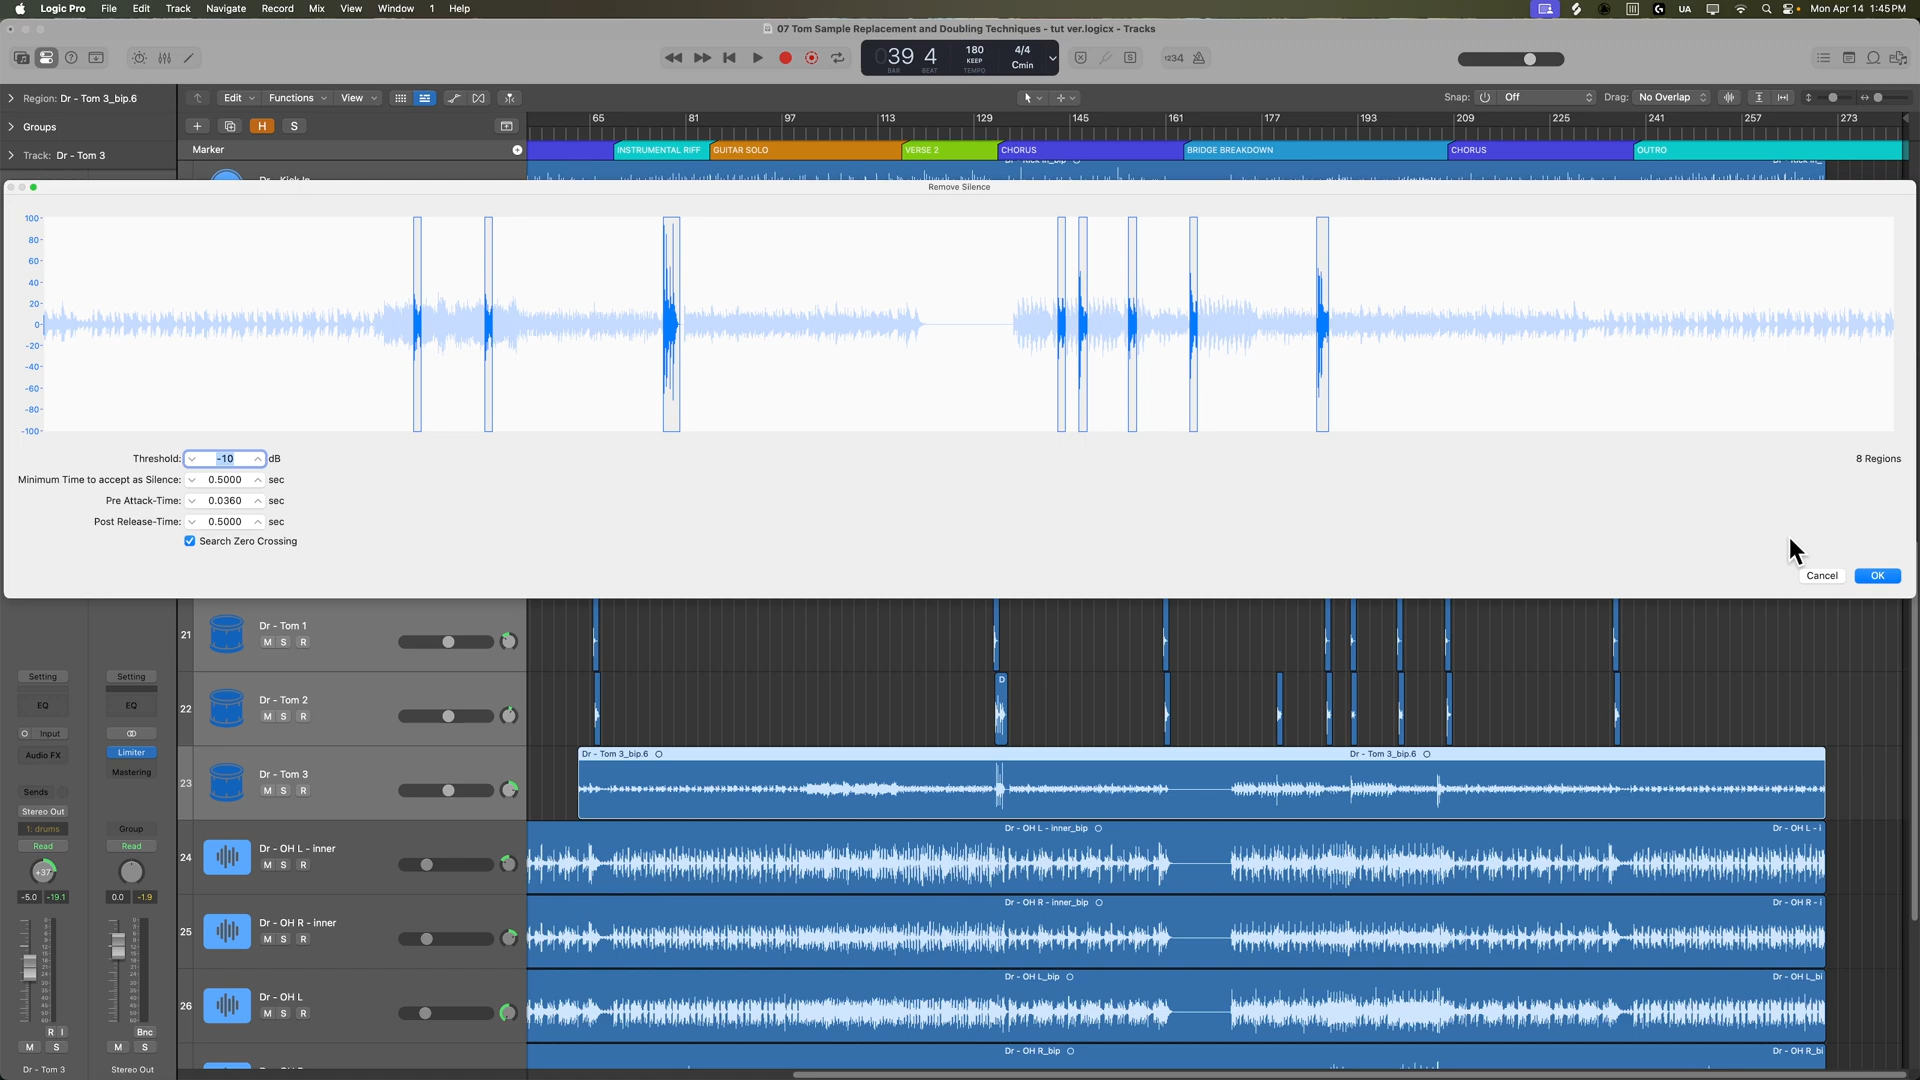 Logic Pro File Edit Track Navigate Record Mix View Window 1 Help UA Mon Apr 14 1:45 PM
07 Tom Sample Replacement and Doubling Techniques - tut ver.logicx - Tracks
039 4 180 4/4
KEEP Cmin
BAR BEAT TEMPO
S 1234
Region: Dr - Tom 3_bip.6 Edit Functions View Snap: Off Drag: No Overlap
65 81 97 113 129 145 161 177 193 209 225 241 257 273
Groups H S
Marker INSTRUMENTAL RIFF GUITAR SOLO VERSE 2 CHORUS BRIDGE BREAKDOWN CHORUS OUTRO
Track: Dr - Tom 3
Dr - Kick In
Dr - Kick In_bip
Remove Silence
100
80
60
40
20
0
-20
-40
-60
-80
-100
Threshold: -10 dB 8 Regions
Minimum Time to accept as Silence: 0.5000 sec
Pre Attack-Time: 0.0360 sec
Post Release-Time: 0.5000 sec
Search Zero Crossing
Cancel OK
21 Dr - Tom 1
M S R
22 Dr - Tom 2 D
M S R
23 Dr - Tom 3
M S R
Dr - Tom 3_bip.6 Dr - Tom 3_bip.6
24 Dr - OH L - inner
M S R
Dr - OH L - inner_bip Dr - OH L - i
25 Dr - OH R - inner
M S R
Dr - OH R - inner_bip Dr - OH R - i
26 Dr - OH L
M S R
Dr - OH L_bip Dr - OH L_bi
Dr - OH R_bip Dr - OH R_bi
Setting Setting
EQ EQ
Input
Audio FX Limiter
Mastering
Sends
Stereo Out
1: drums Group
Read Read
+37
-5.0 -19.1 0.0 -1.9
R I Bnc
M S M S
Dr - Tom 3 Stereo Out